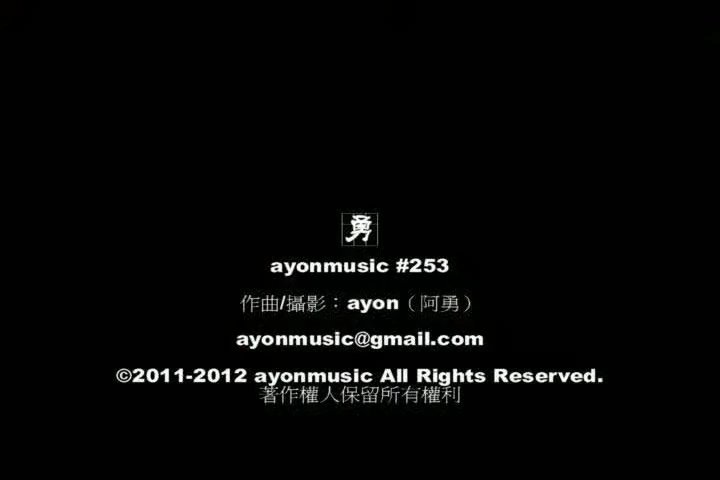 勇
ayonmusic #253
作曲/攝影：ayon（阿勇）
ayonmusic@gmail.com
©2011-2012 ayonmusic All Rights Reserved.
著作權人保留所有權利